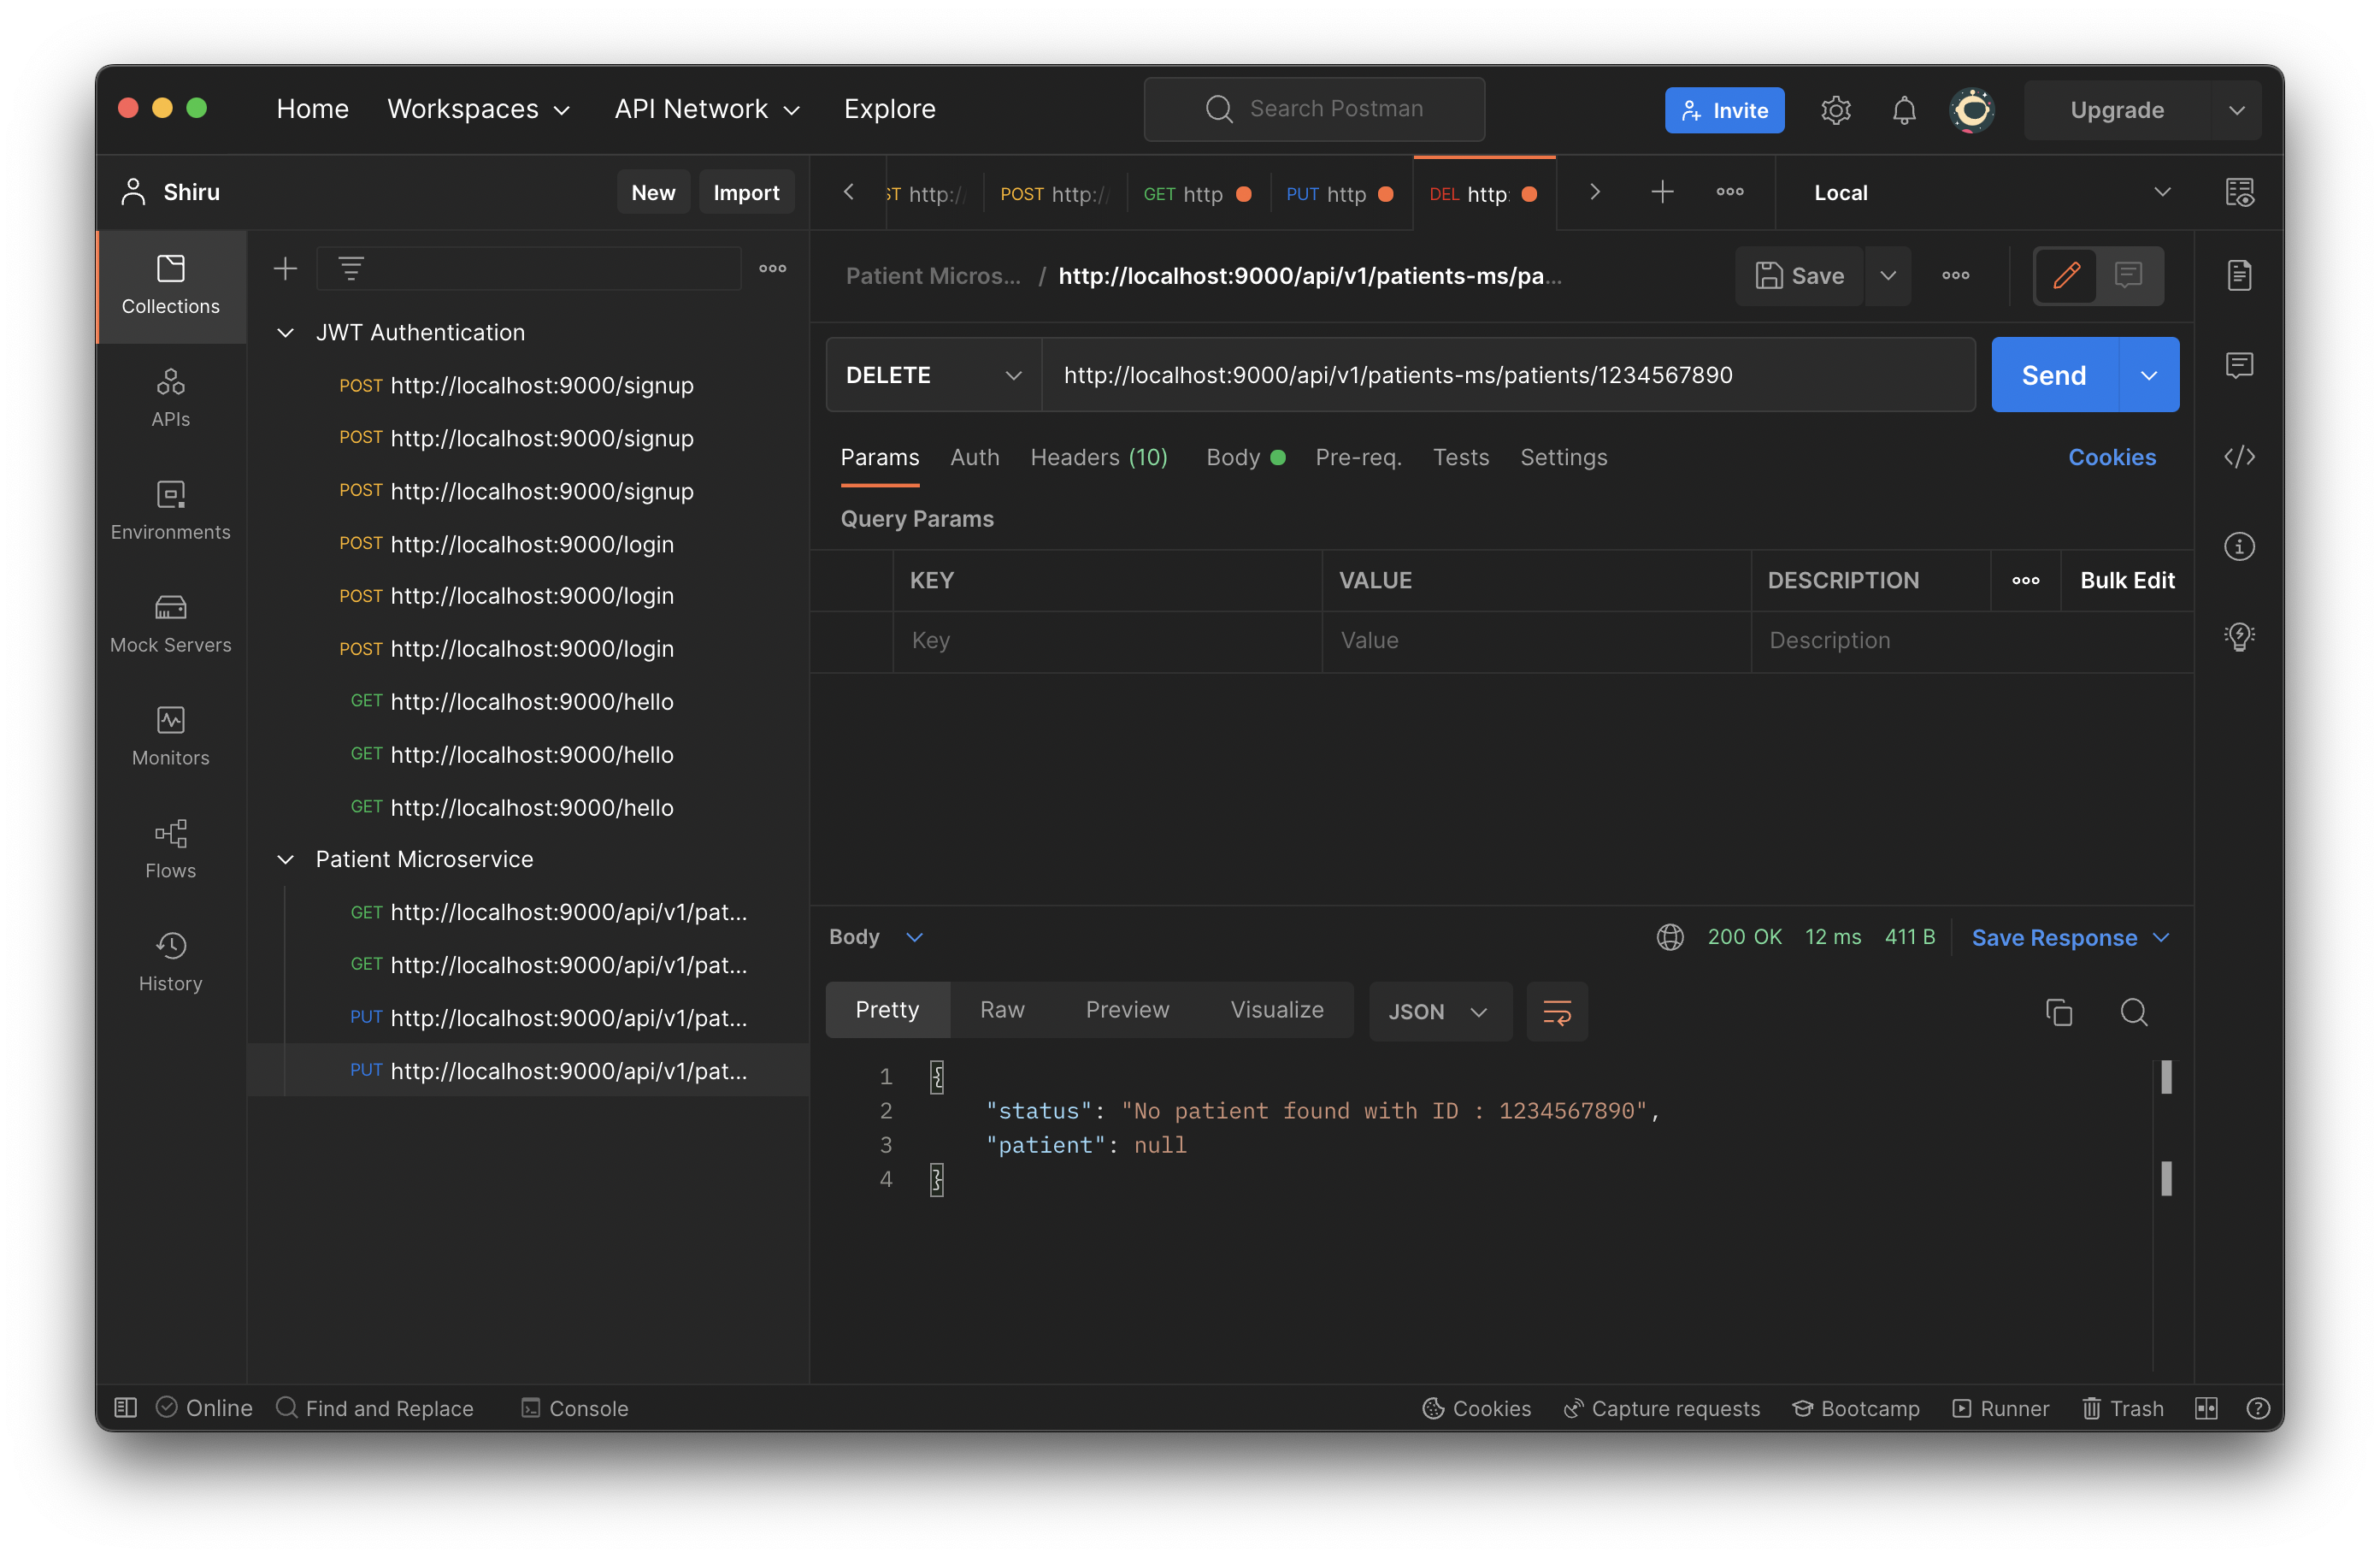 Home Workspaces API Network Explore Search Postman Invite Upgrade
Shiru New Import
ST http:// POST http:// GET http PUT http DEL http: Local
Collections
APIs
Environments
Mock Servers
Monitors
Flows
History
JWT Authentication
POST http://localhost:9000/signup
POST http://localhost:9000/signup
POST http://localhost:9000/signup
POST http://localhost:9000/login
POST http://localhost:9000/login
POST http://localhost:9000/login
GET http://localhost:9000/hello
GET http://localhost:9000/hello
GET http://localhost:9000/hello
Patient Microservice
GET http://localhost:9000/api/v1/pat...
GET http://localhost:9000/api/v1/pat...
PUT http://localhost:9000/api/v1/pat...
PUT http://localhost:9000/api/v1/pat...
Patient Micros... / http://localhost:9000/api/v1/patients-ms/pa... Save
DELETE http://localhost:9000/api/v1/patients-ms/patients/1234567890 Send
Params Auth Headers (10) Body Pre-req. Tests Settings Cookies
Query Params
KEY VALUE DESCRIPTION Bulk Edit
Key Value Description
Body 200 OK 12 ms 411 B Save Response
Pretty Raw Preview Visualize JSON
1 {
2 "status": "No patient found with ID : 1234567890",
3 "patient": null
4 }
Online Find and Replace Console Cookies Capture requests Bootcamp Runner Trash